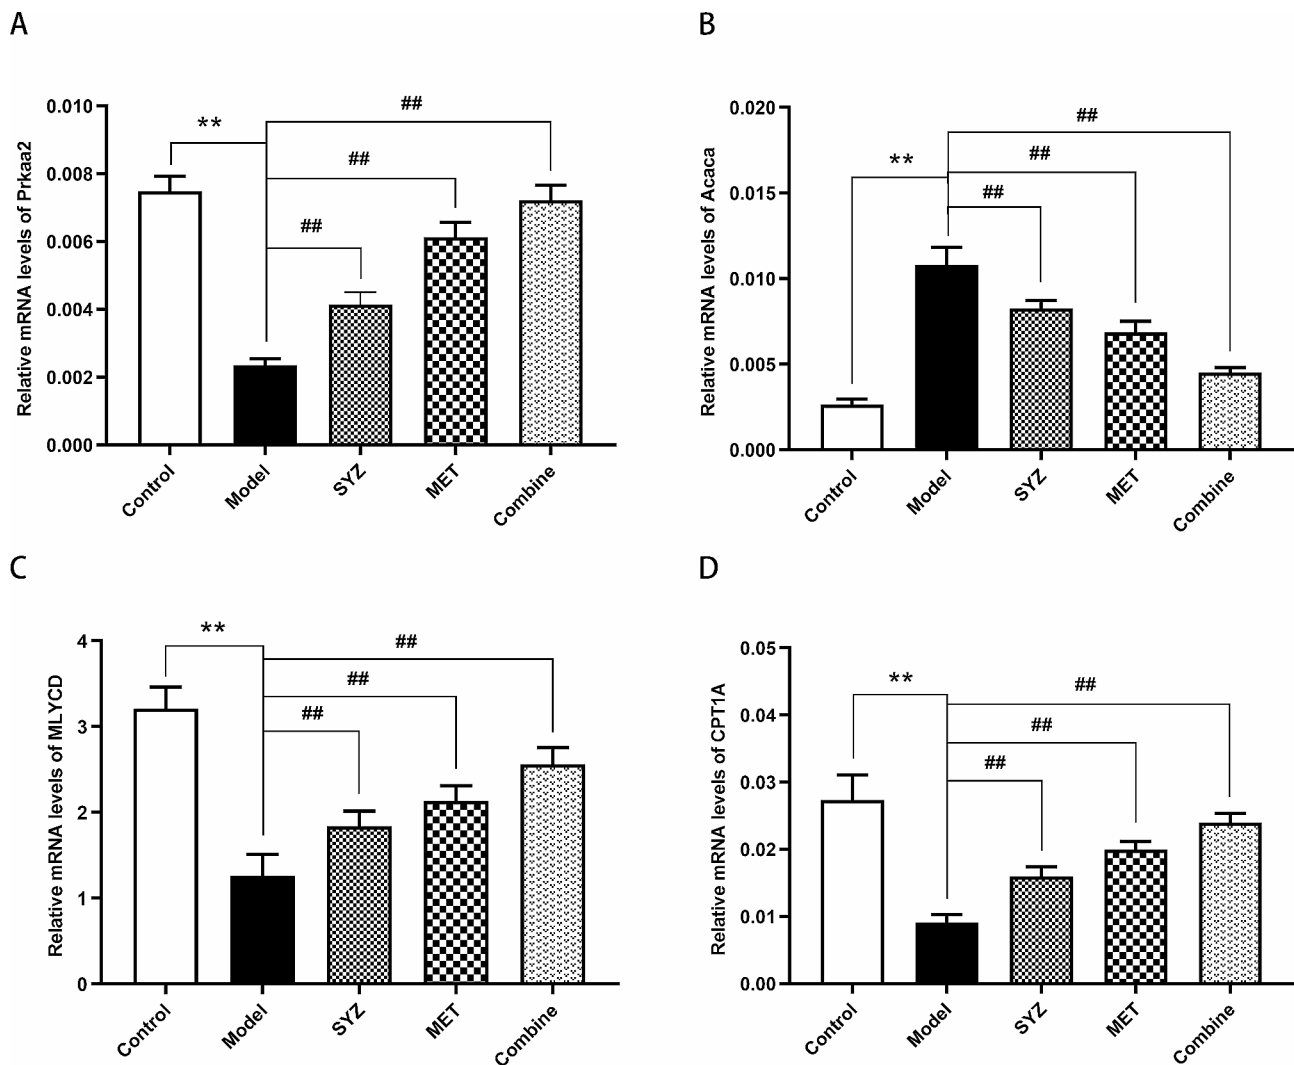 A
Relative mRNA levels of Prkaa2
0.010
0.008
0.006
0.004
0.002
0.000
**
##
##
##
Control
Model
SYZ
MET
Combine
B
Relative mRNA levels of Acaca
0.020
0.015
0.010
0.005
0.000
**
##
##
##
Control
Model
SYZ
MET
Combine
C
Relative mRNA levels of MLYCD
4
3
2
1
0
**
##
##
##
Control
Model
SYZ
MET
Combine
D
Relative mRNA levels of CPT1A
0.05
0.04
0.03
0.02
0.01
0.00
**
##
##
##
Control
Model
SYZ
MET
Combine